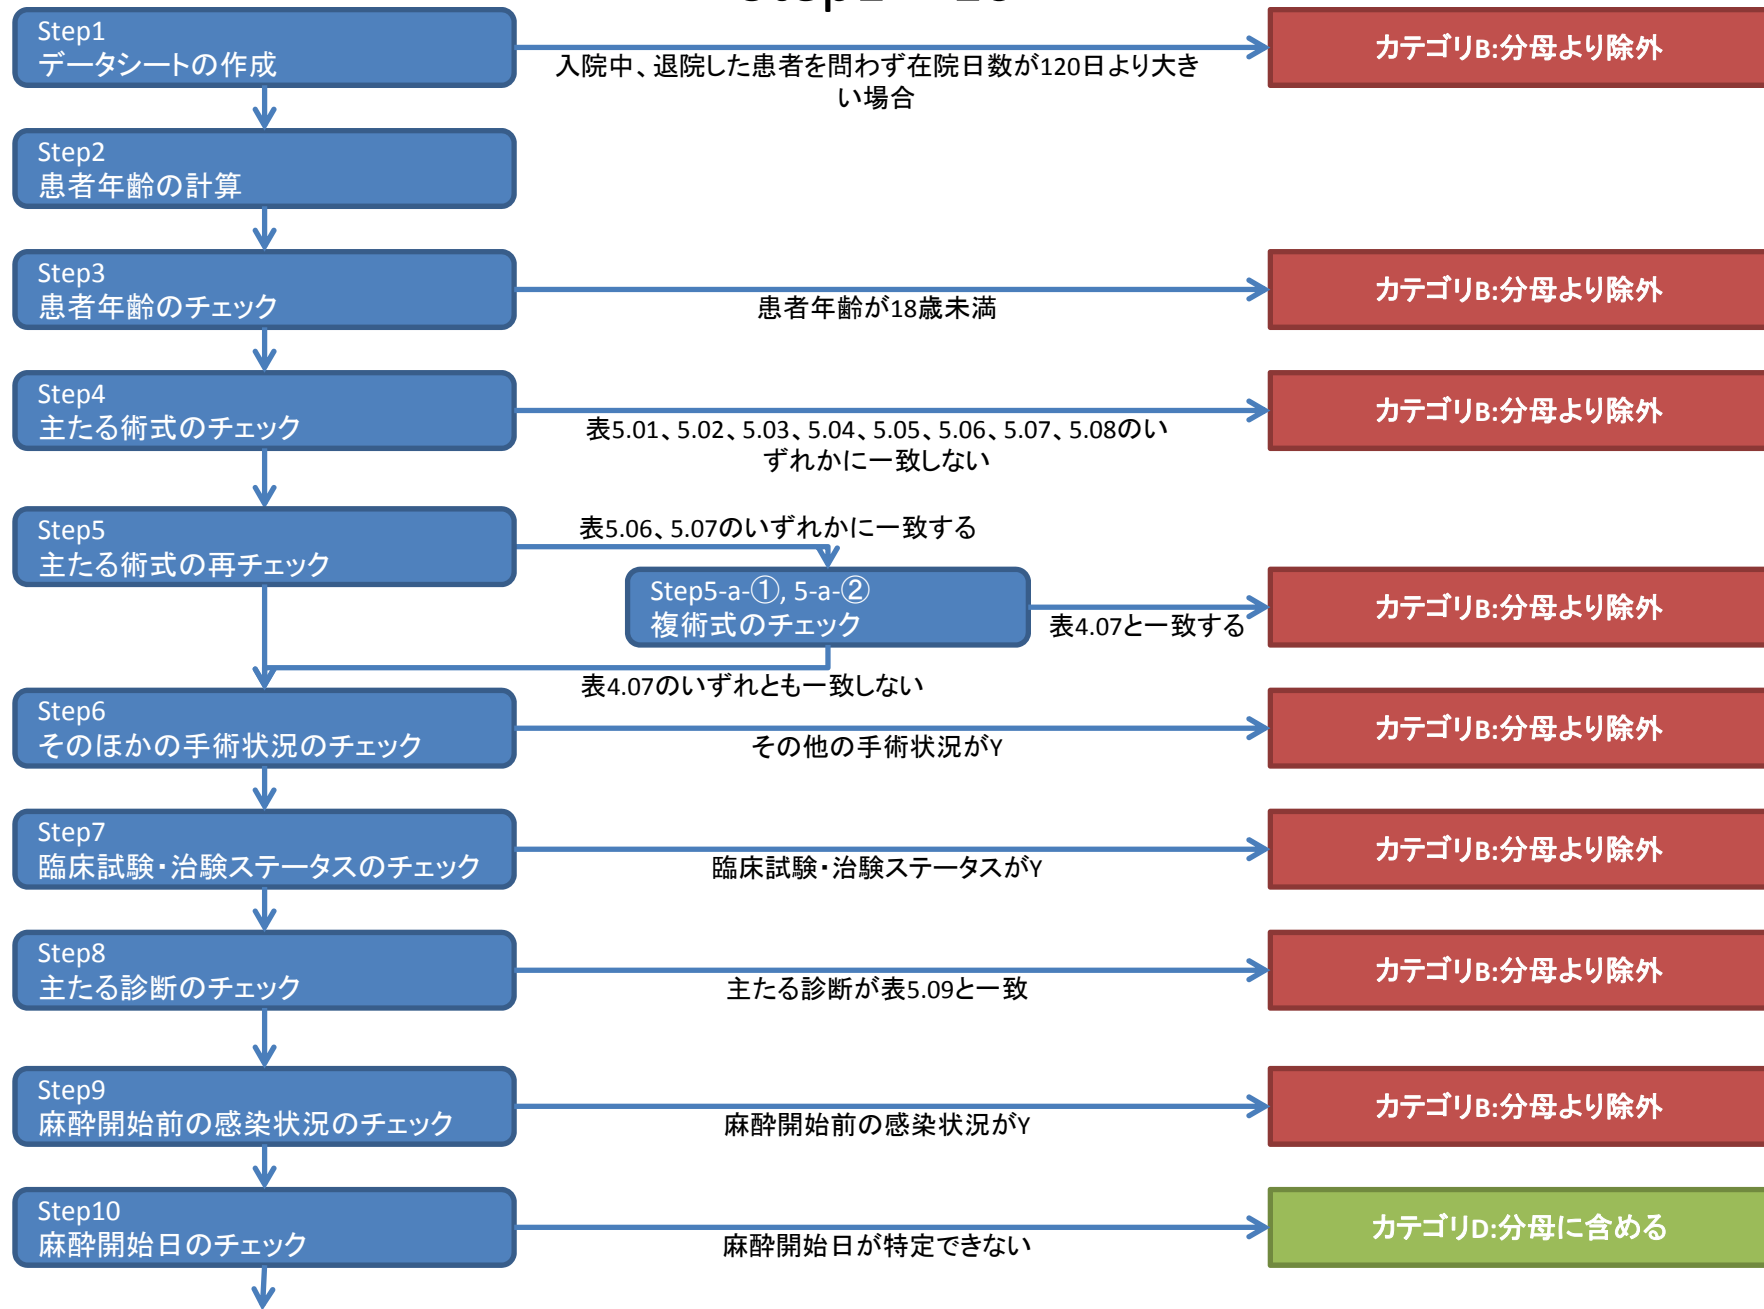 Step1
データシートの作成
入院中、退院した患者を問わず在院日数が120日より大き
い場合
カテゴリB:分母より除外
Step2
患者年齢の計算
Step3
患者年齢のチェック
患者年齢が18歳未満
カテゴリB:分母より除外
Step4
主たる術式のチェック
表5.01、5.02、5.03、5.04、5.05、5.06、5.07、5.08のい
ずれかに一致しない
カテゴリB:分母より除外
Step5
主たる術式の再チェック
表5.06、5.07のいずれかに一致する
Step5-a-①, 5-a-②
複術式のチェック
表4.07と一致する
カテゴリB:分母より除外
表4.07のいずれとも一致しない
Step6
そのほかの手術状況のチェック
その他の手術状況がY
カテゴリB:分母より除外
Step7
臨床試験・治験ステータスのチェック
臨床試験・治験ステータスがY
カテゴリB:分母より除外
Step8
主たる診断のチェック
主たる診断が表5.09と一致
カテゴリB:分母より除外
Step9
麻酔開始前の感染状況のチェック
麻酔開始前の感染状況がY
カテゴリB:分母より除外
Step10
麻酔開始日のチェック
麻酔開始日が特定できない
カテゴリD:分母に含める